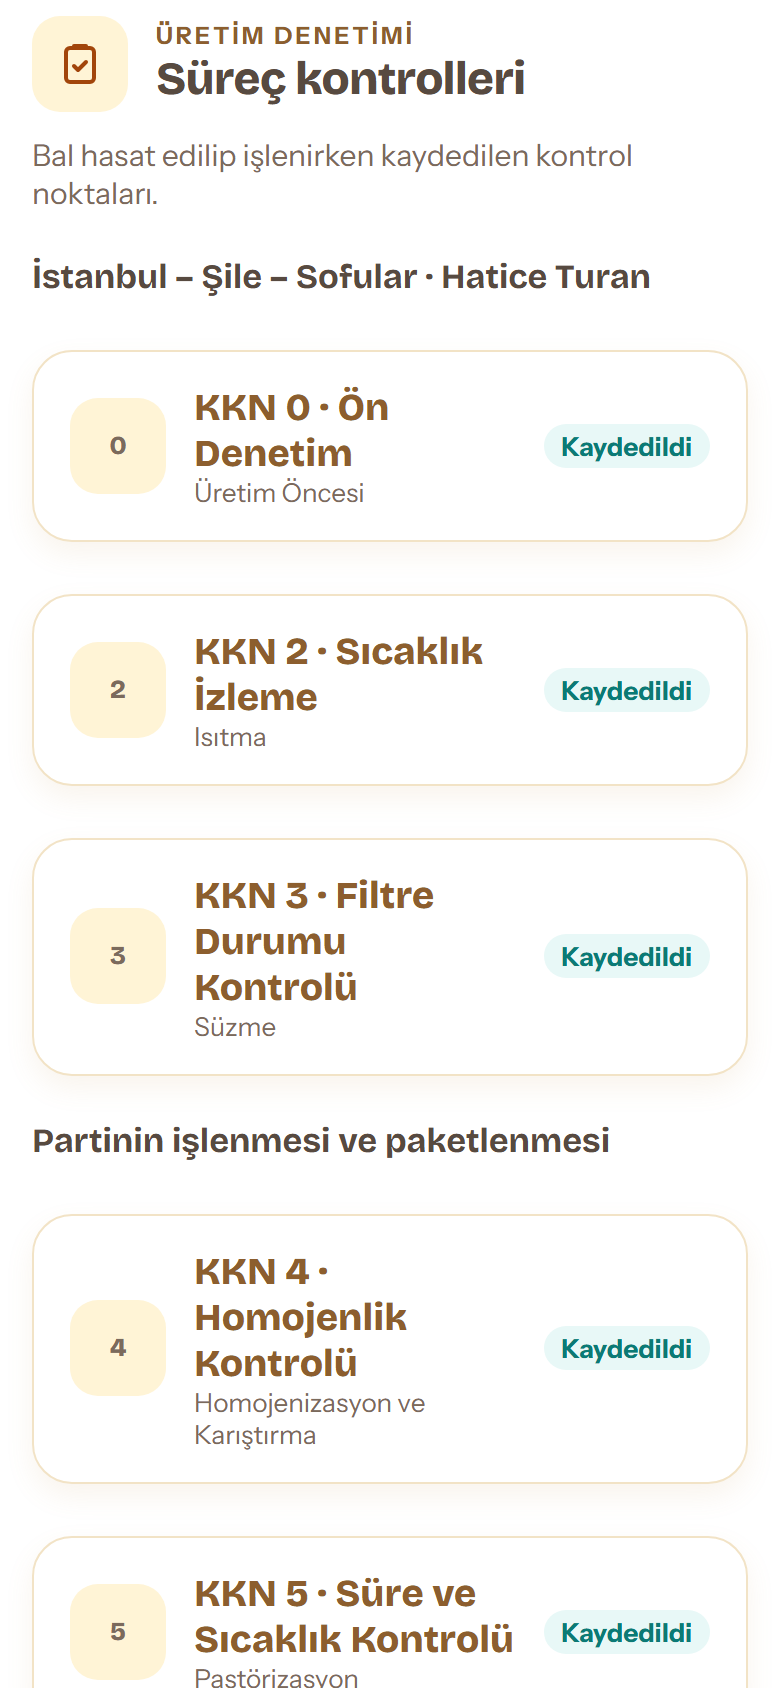 ÜRETİM DENETİMİ
Süreç kontrolleri
Bal hasat edilip işlenirken kaydedilen kontrol
noktaları.
İstanbul – Şile – Sofular · Hatice Turan
0
KKN 0 · Ön
Denetim
Üretim Öncesi
Kaydedildi
2
KKN 2 · Sıcaklık
İzleme
Isıtma
Kaydedildi
3
KKN 3 · Filtre
Durumu
Kontrolü
Süzme
Kaydedildi
Partinin işlenmesi ve paketlenmesi
4
KKN 4 ·
Homojenlik
Kontrolü
Homojenizasyon ve
Karıştırma
Kaydedildi
5
KKN 5 · Süre ve
Sıcaklık Kontrolü
Pastörizasyon
Kaydedildi